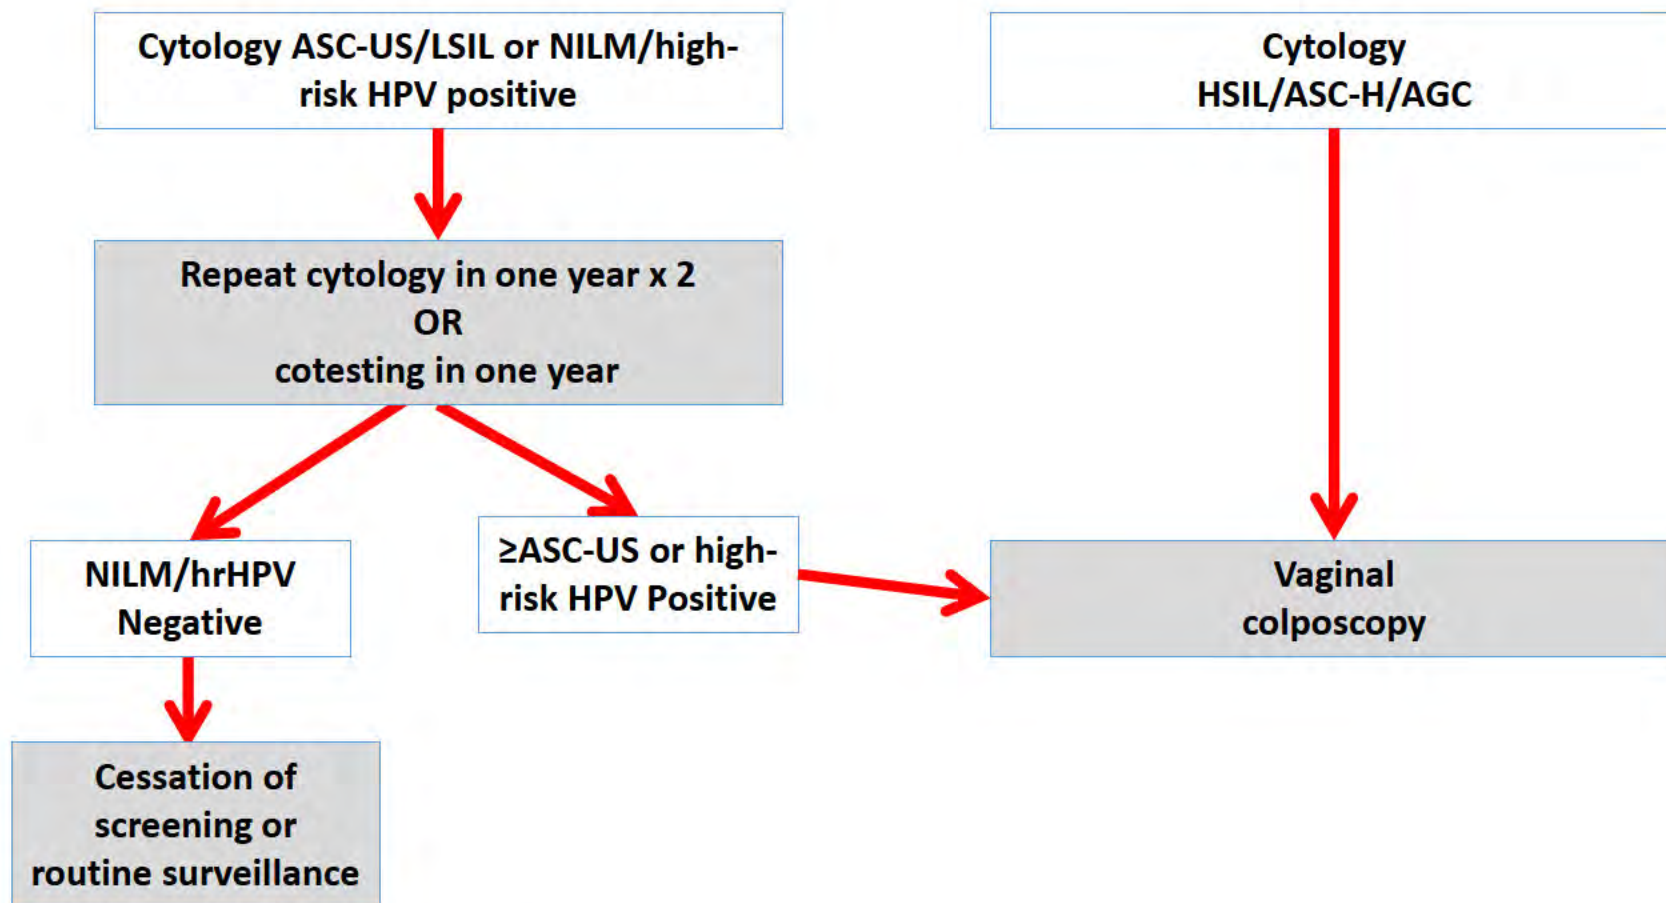 Cytology ASC-US/LSIL or NILM/high-
risk HPV positive
Cytology
HSIL/ASC-H/AGC
Repeat cytology in one year x 2
OR
cotesting in one year
NILM/hrHPV
Negative
≥ASC-US or high-
risk HPV Positive
Vaginal
colposcopy
Cessation of
screening or
routine surveillance